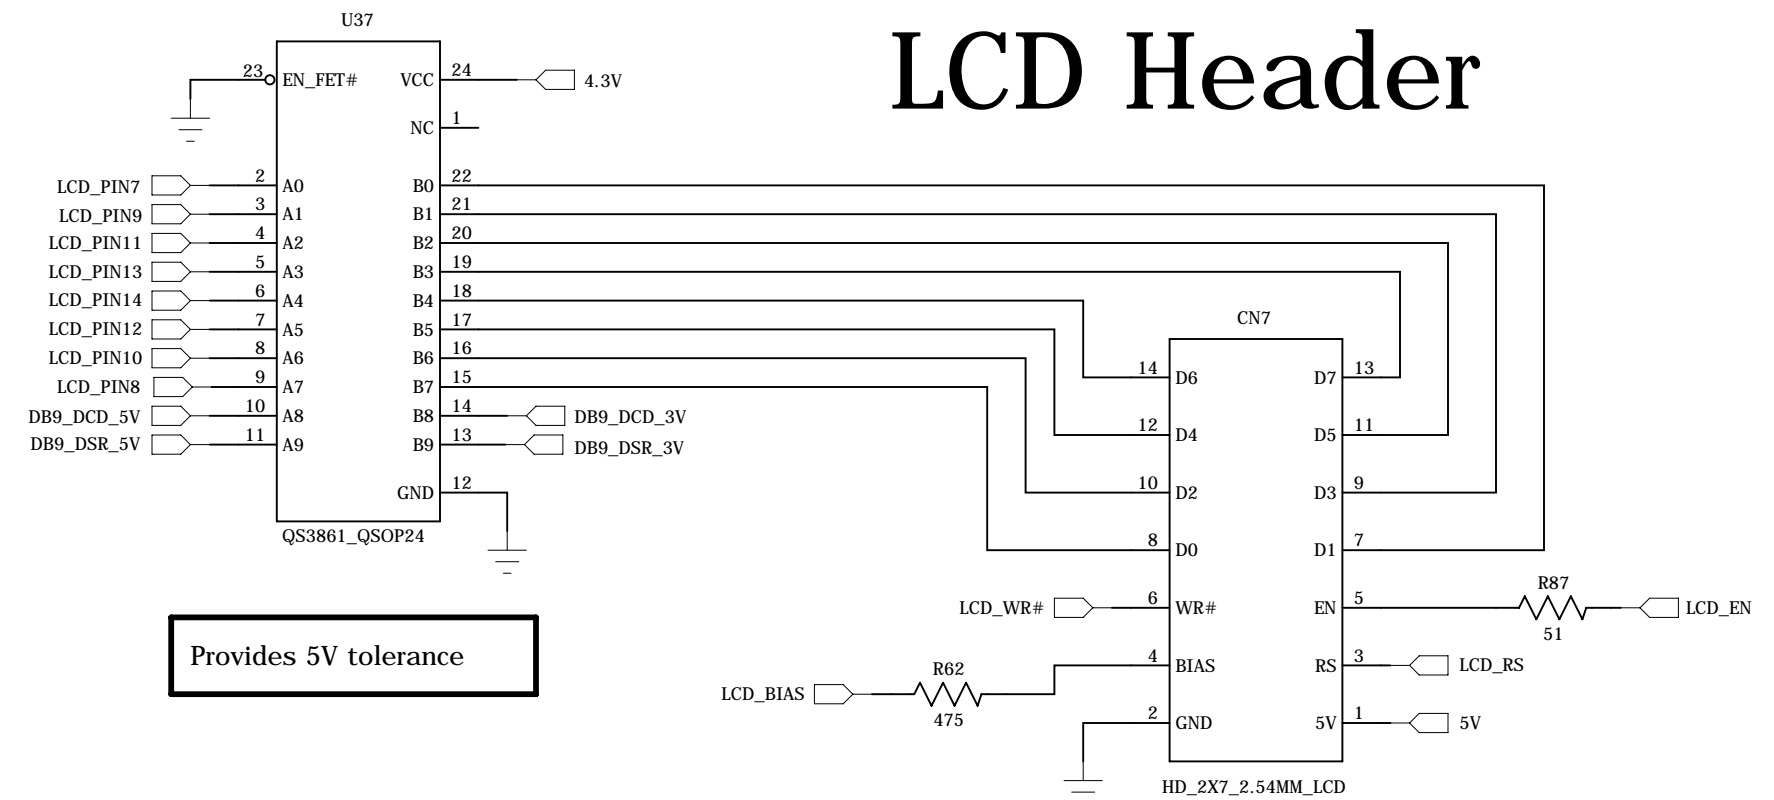 LCD Header
U37
23 EN_FET# VCC 24 4.3V
NC 1
LCD_PIN7 2 A0 B0 22
LCD_PIN9 3 A1 B1 21
LCD_PIN11 4 A2 B2 20
LCD_PIN13 5 A3 B3 19
LCD_PIN14 6 A4 B4 18
LCD_PIN12 7 A5 B5 17
LCD_PIN10 8 A6 B6 16
LCD_PIN8 9 A7 B7 15
DB9_DCD_5V 10 A8 B8 14 DB9_DCD_3V
DB9_DSR_5V 11 A9 B9 13 DB9_DSR_3V
GND 12
QS3861_QSOP24
Provides 5V tolerance
CN7
14 D6 D7 13
12 D4 D5 11
10 D2 D3 9
8 D0 D1 7
R87
LCD_WR# 6 WR# EN 5 LCD_EN
51
R62
4 BIAS RS 3 LCD_RS
LCD_BIAS
475
2 GND 5V 1 5V
HD_2X7_2.54MM_LCD